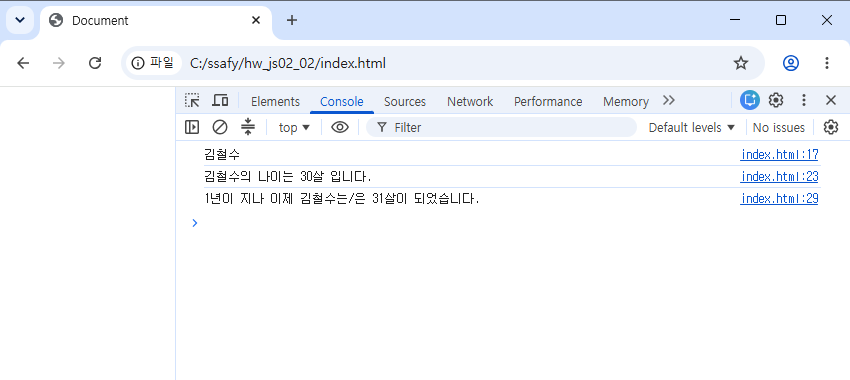 Document
파일 C:/ssafy/hw_js02_02/index.html
Elements Console Sources Network Performance Memory
top Filter Default levels No issues
김철수 index.html:17
김철수의 나이는 30살 입니다. index.html:23
1년이 지나 이제 김철수는/은 31살이 되었습니다. index.html:29